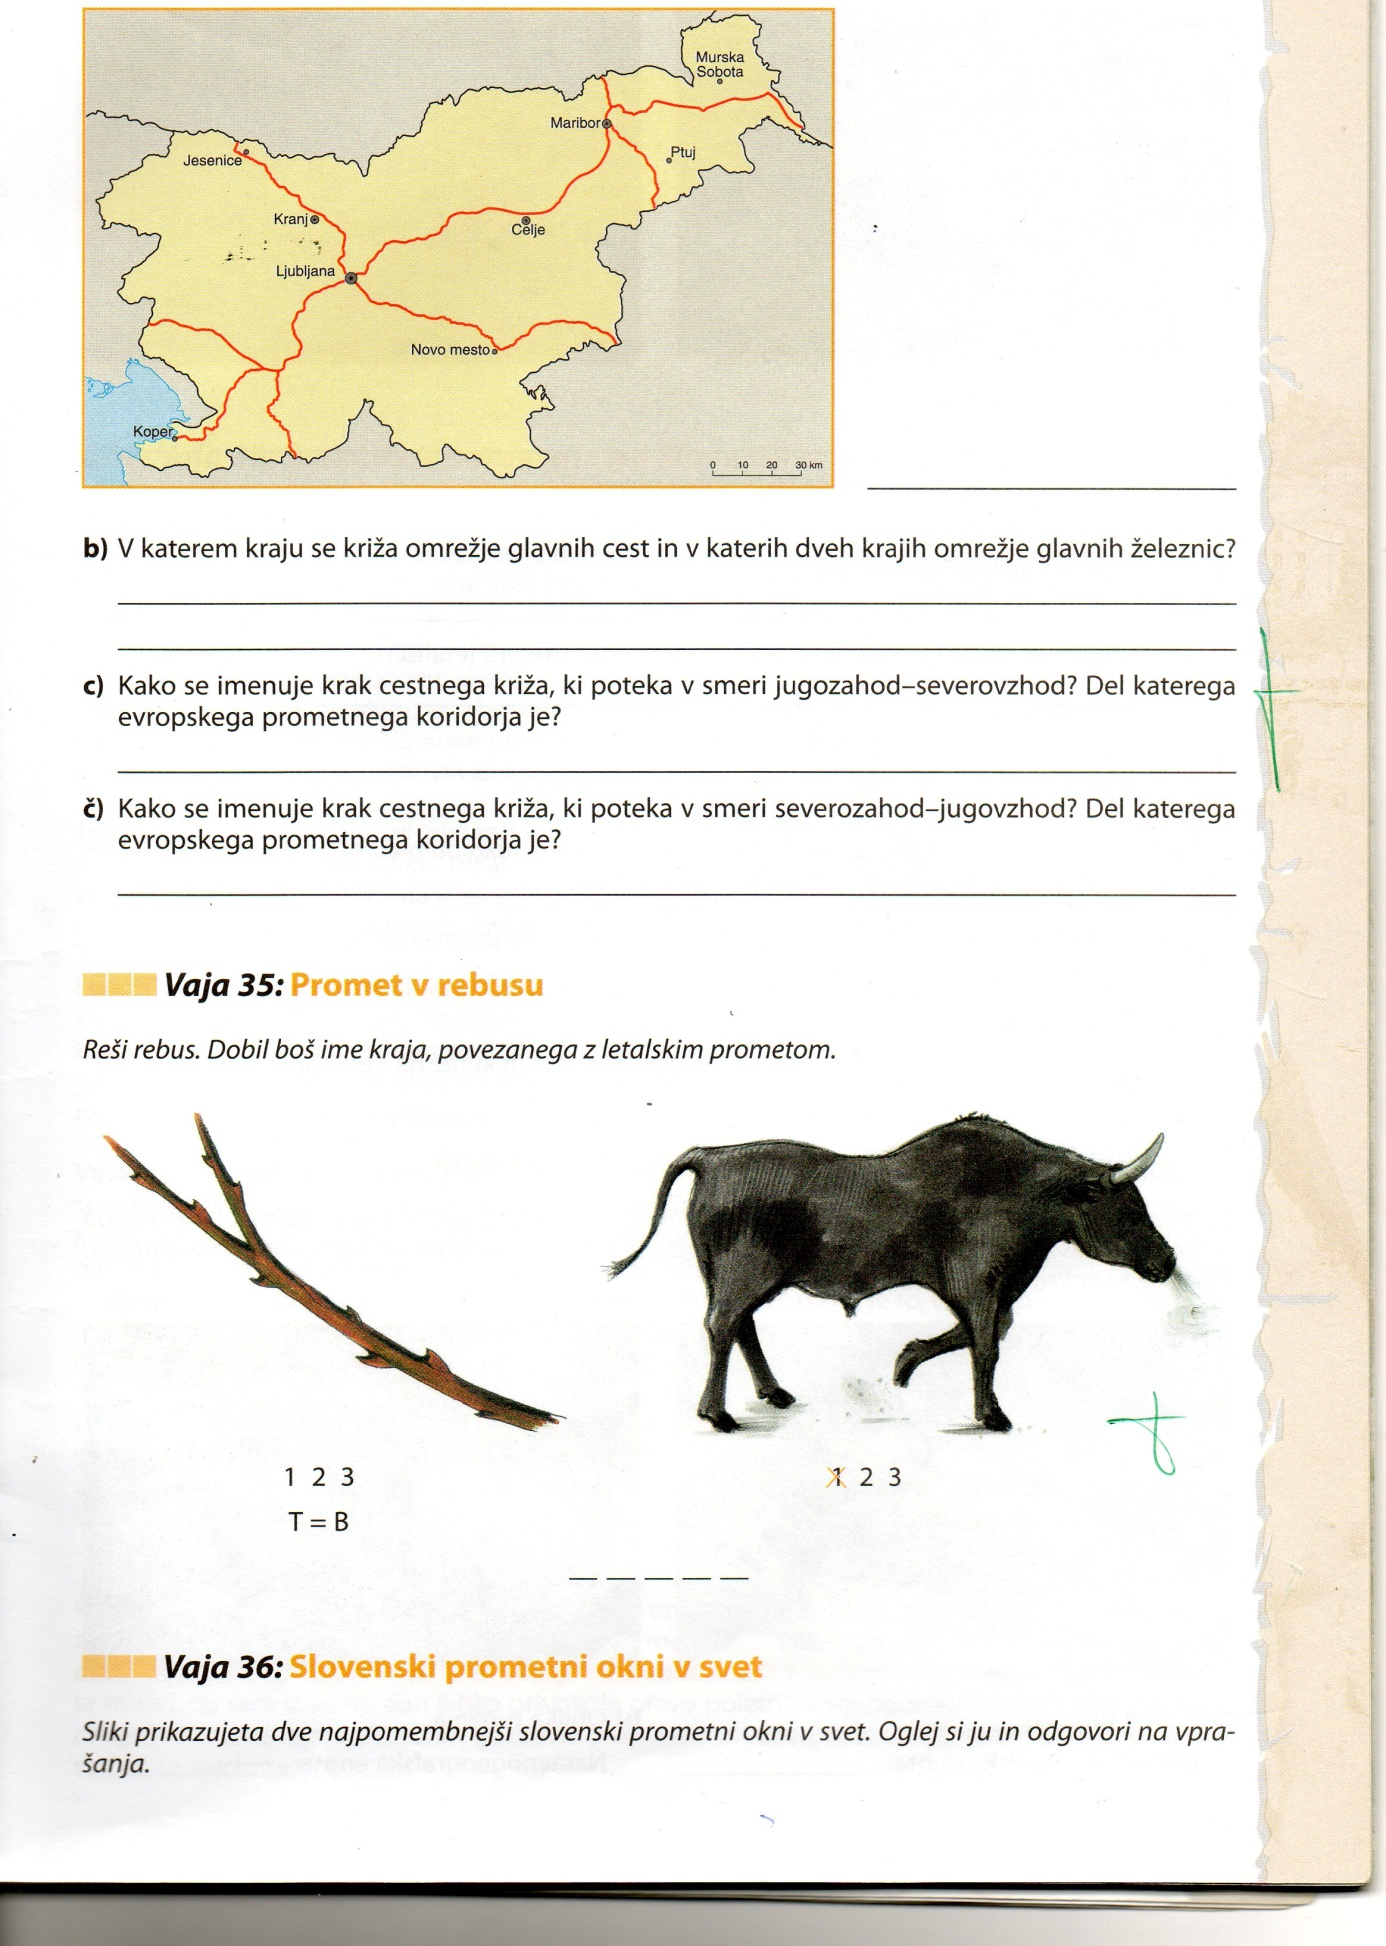 Murska
Sobota
Maribor
Ptuj
Jesenice
Kranj
Celje
Ljubljana
Novo mesto
Koper
0 10 20 30 km
b) V katerem kraju se križa omrežje glavnih cest in v katerih dveh krajih omrežje glavnih železnic?
c) Kako se imenuje krak cestnega križa, ki poteka v smeri jugozahod–severovzhod? Del katerega
evropskega prometnega koridorja je?
č) Kako se imenuje krak cestnega križa, ki poteka v smeri severozahod–jugovzhod? Del katerega
evropskega prometnega koridorja je?
Vaja 35: Promet v rebusu
Reši rebus. Dobil boš ime kraja, povezanega z letalskim prometom.
1 2 3
1 2 3
T = B
Vaja 36: Slovenski prometni okni v svet
Sliki prikazujeta dve najpomembnejši slovenski prometni okni v svet. Oglej si ju in odgovori na vpra-
šanja.